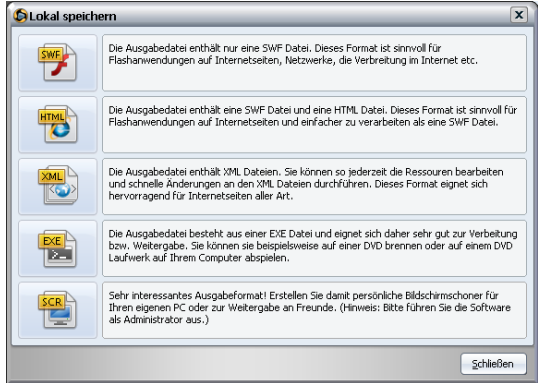 Lokal speichern
SWF
Die Ausgabedatei enthält nur eine SWF Datei. Dieses Format ist sinnvoll für
Flashanwendungen auf Internetseiten, Netzwerke, die Verbreitung im Internet etc.
HTML
Die Ausgabedatei enthält eine SWF Datei und eine HTML Datei. Dieses Format ist sinnvoll für
Flashanwendungen auf Internetseiten und einfacher zu verarbeiten als eine SWF Datei.
XML
Die Ausgabedatei enthält XML Dateien. Sie können so jederzeit die Ressouren bearbeiten
und schnelle Änderungen an den XML Dateien durchführen. Dieses Format eignet sich
hervorragend für Internetseiten aller Art.
EXE
Die Ausgabedatei besteht aus einer EXE Datei und eignet sich daher sehr gut zur Verbeitung
bzw. Weitergabe. Sie können sie beispielsweise auf einer DVD brennen oder auf einem DVD
Laufwerk auf Ihrem Computer abspielen.
SCR
Sehr interessantes Ausgabeformat! Erstellen Sie damit persönliche Bildschirmschoner für
Ihren eigenen PC oder zur Weitergabe an Freunde. (Hinweis: Bitte führen Sie die Software
als Administrator aus.)
Schließen